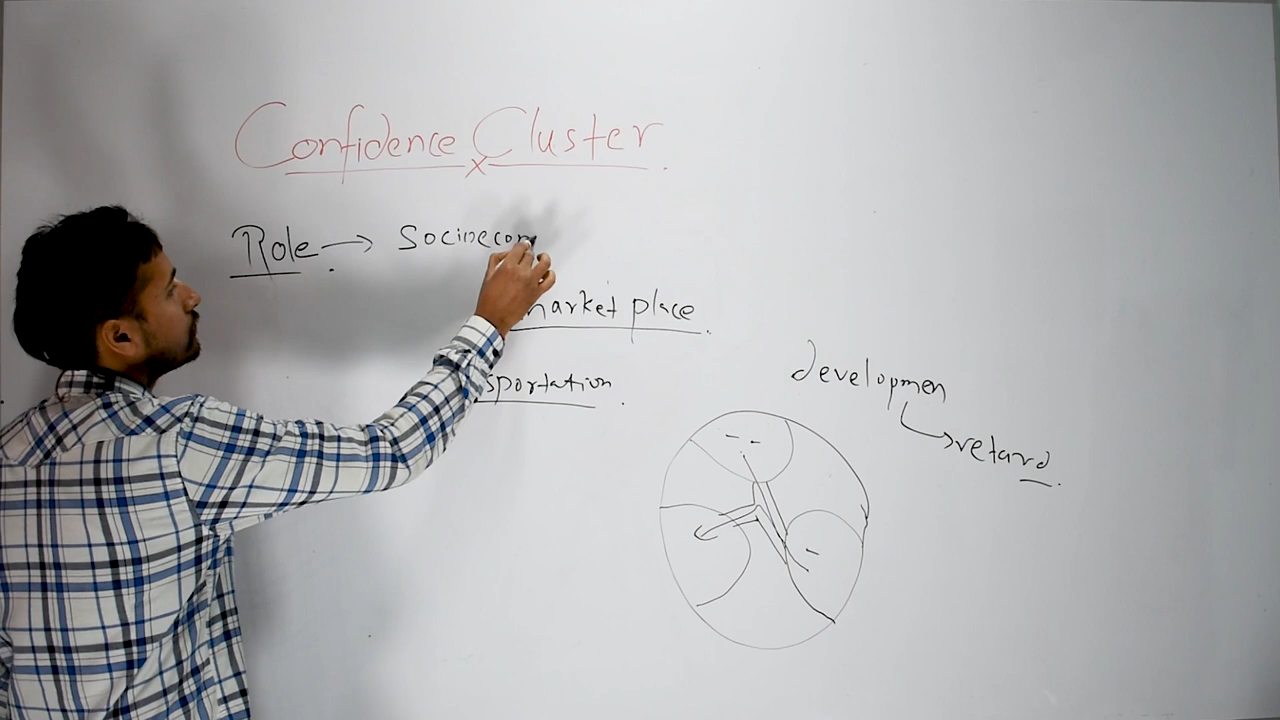 Confidence Cluster.
Role → Socioecon
market place.
sportation.
developmen
retard.